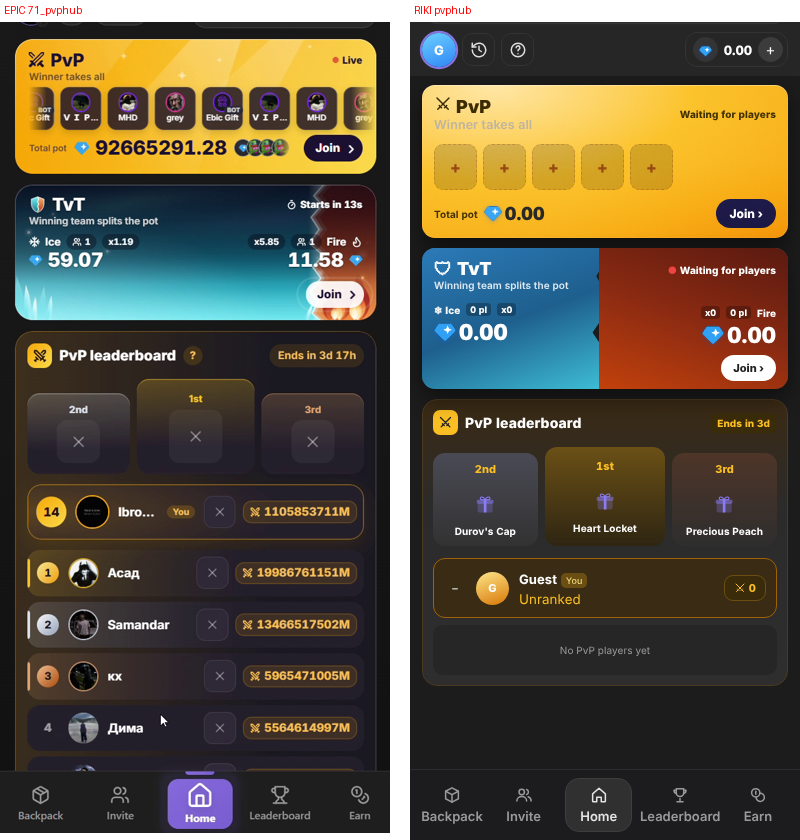 EPIC 71_pvphub
PvP
Live
Winner takes all
BOT
: Gift
V I P...
MHD
grey
BOT
Ebic Gift
V I P...
MHD
grey
Total pot 92665291.28
Join
TvT
Starts in 13s
Winning team splits the pot
Ice 1 x1.19
x5.85 1 Fire
59.07
11.58
Join
PvP leaderboard ? Ends in 3d 17h
2nd
1st
3rd
14 Ibro... You 1105853711M
1 Асад 19986761151M
2 Samandar 13466517502M
3 кх 5965471005M
4 Дима 5564614997M
Backpack
Invite
Home
Leaderboard
Earn
RIKI pvphub
G
?
0.00 +
PvP
Waiting for players
Winner takes all
+ + + + +
Total pot 0.00
Join ›
TvT
Waiting for players
Winning team splits the pot
Ice 0 pl x0
x0 0 pl Fire
0.00
0.00
Join ›
PvP leaderboard
Ends in 3d
2nd
1st
3rd
Durov's Cap
Heart Locket
Precious Peach
– G Guest You
Unranked
0
No PvP players yet
Backpack
Invite
Home
Leaderboard
Earn